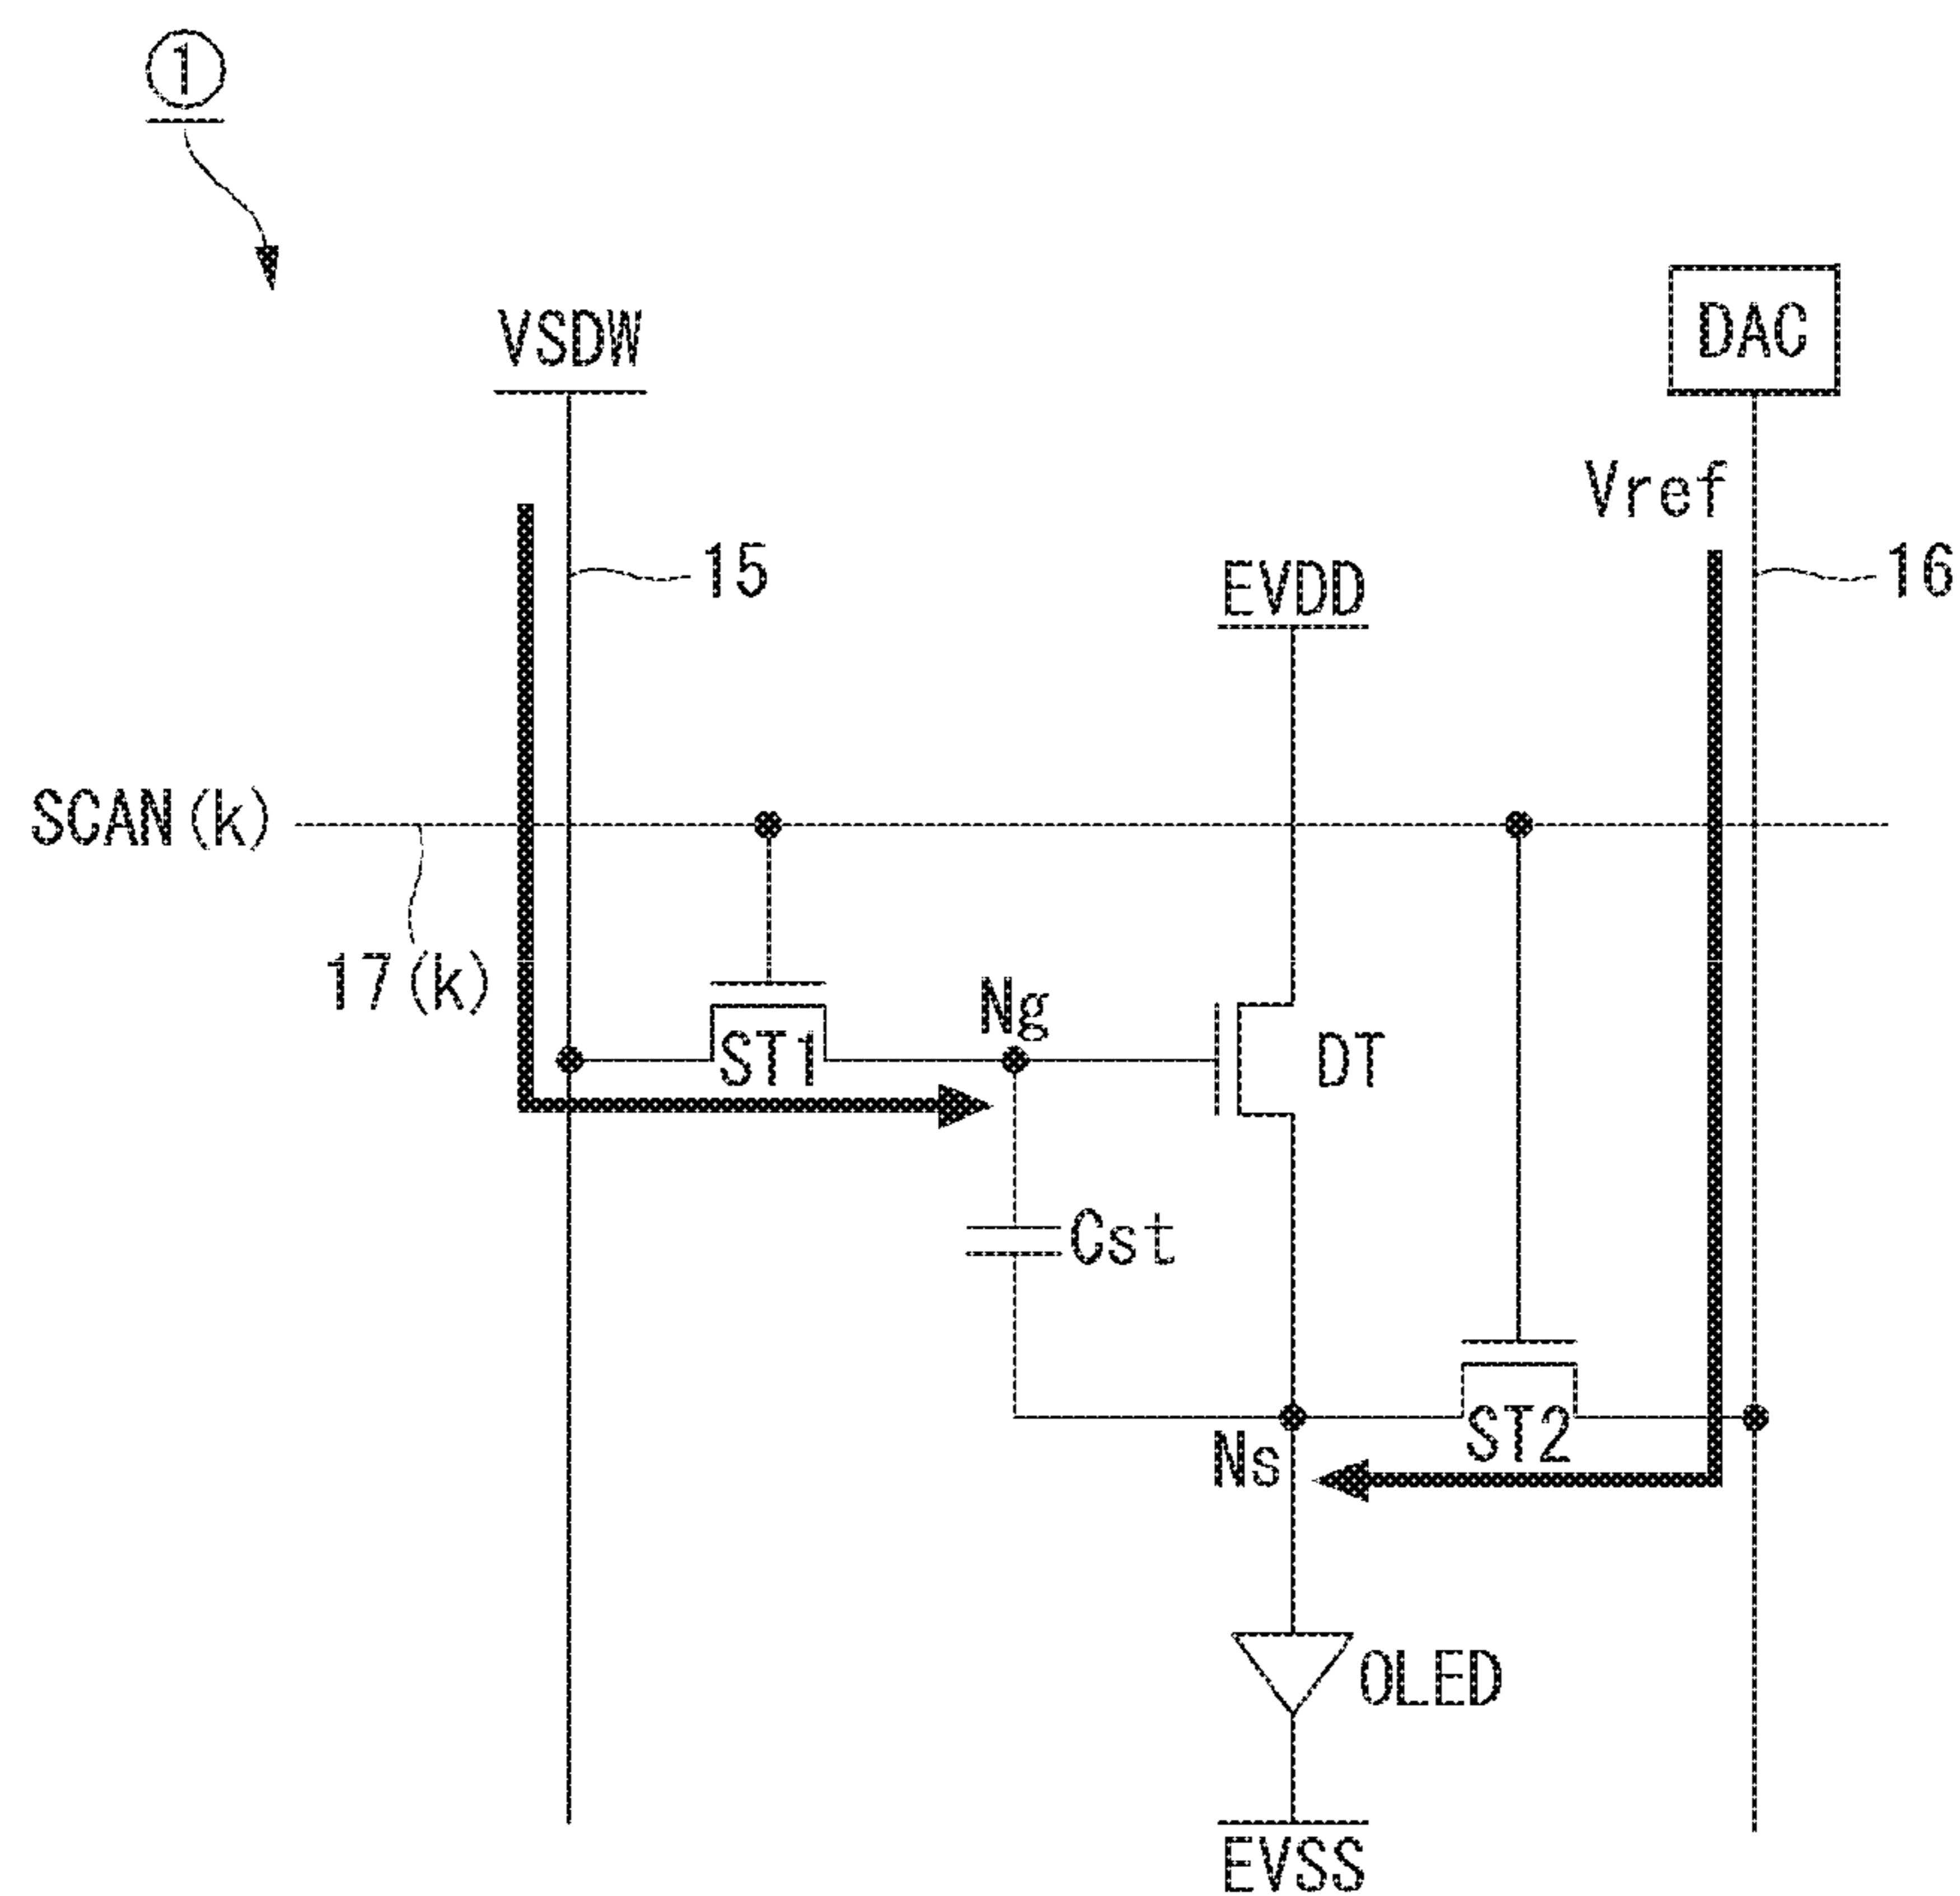 ①
VSDW
DAC
Vref
15
EVDD
16
SCAN(k)
17(k)
Ng
ST1
DT
Cst
ST2
Ns
OLED
EVSS